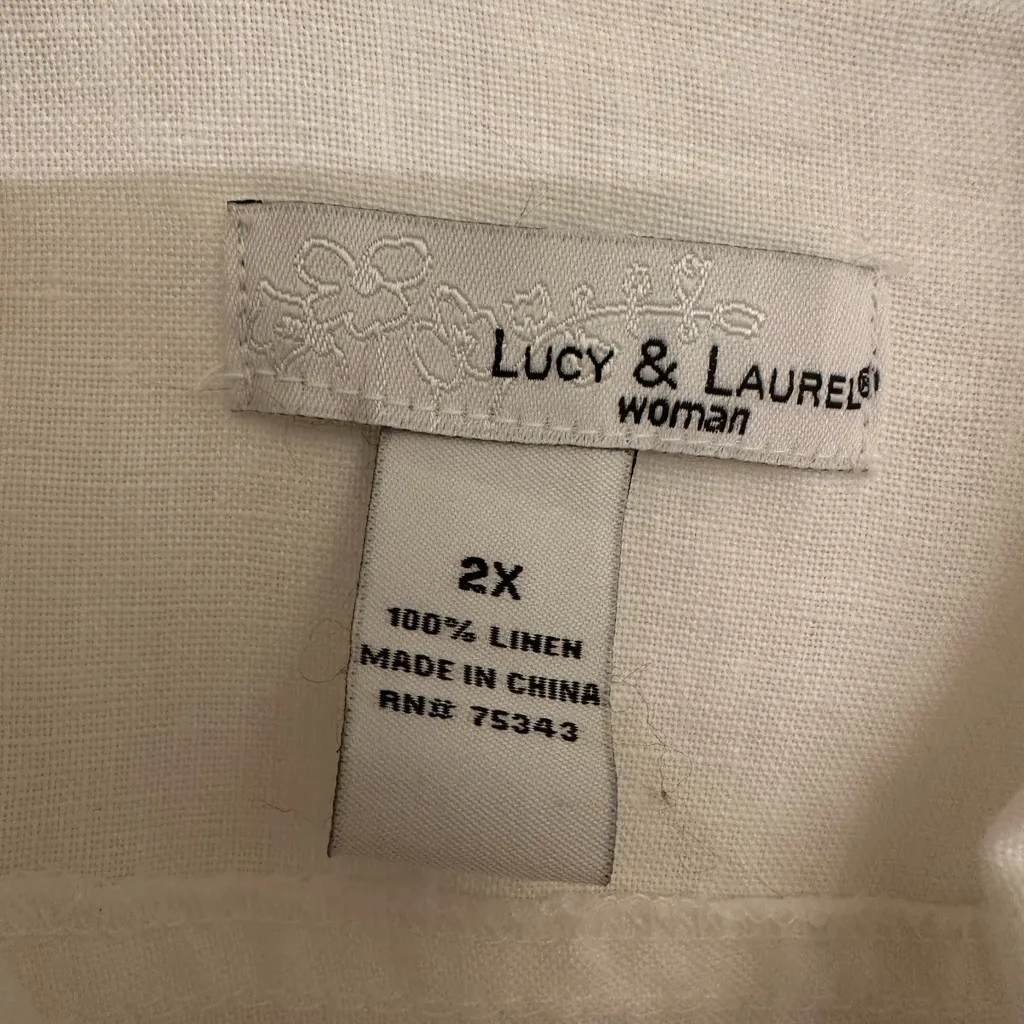 LUCY & LAUREL®
woman
2X
100% LINEN
MADE IN CHINA
RN# 75343